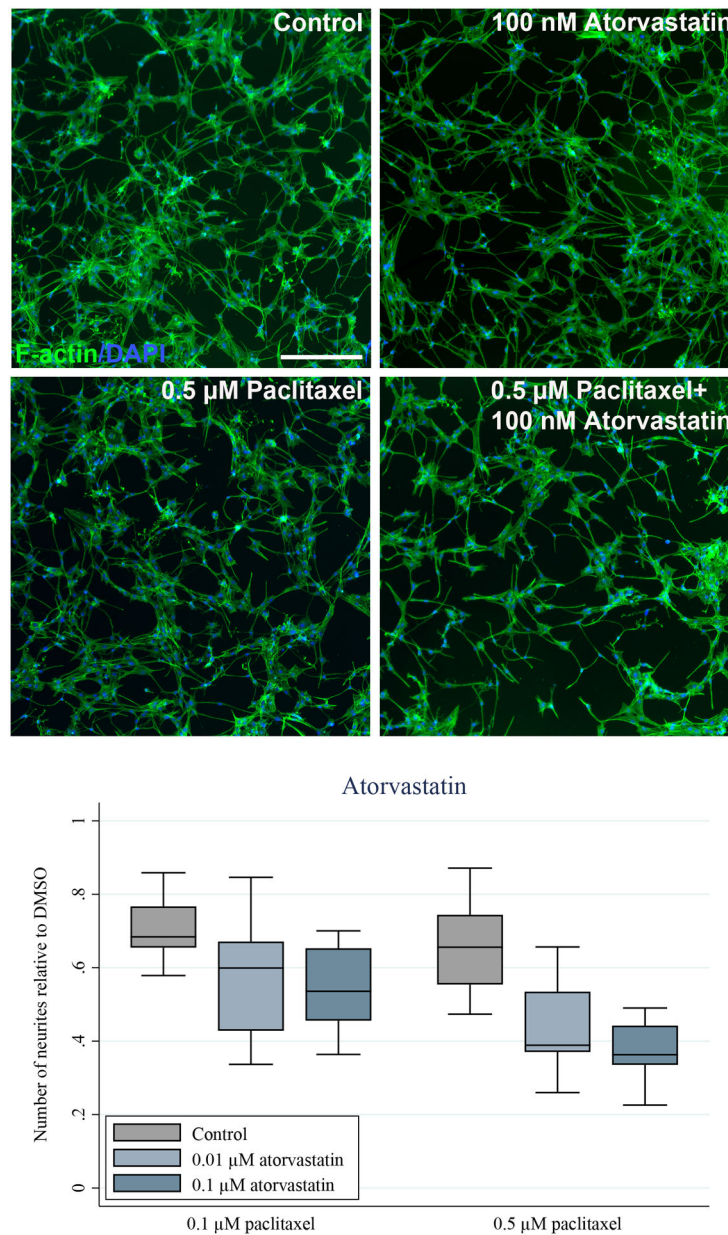 Control
100 nM Atorvastatin
F-actin/DAPI
0.5 µM Paclitaxel
0.5 µM Paclitaxel+
100 nM Atorvastatin
Atorvastatin
Number of neurites relative to DMSO
1
.8
.6
.4
.2
0
Control
0.01 µM atorvastatin
0.1 µM atorvastatin
0.1 µM paclitaxel
0.5 µM paclitaxel